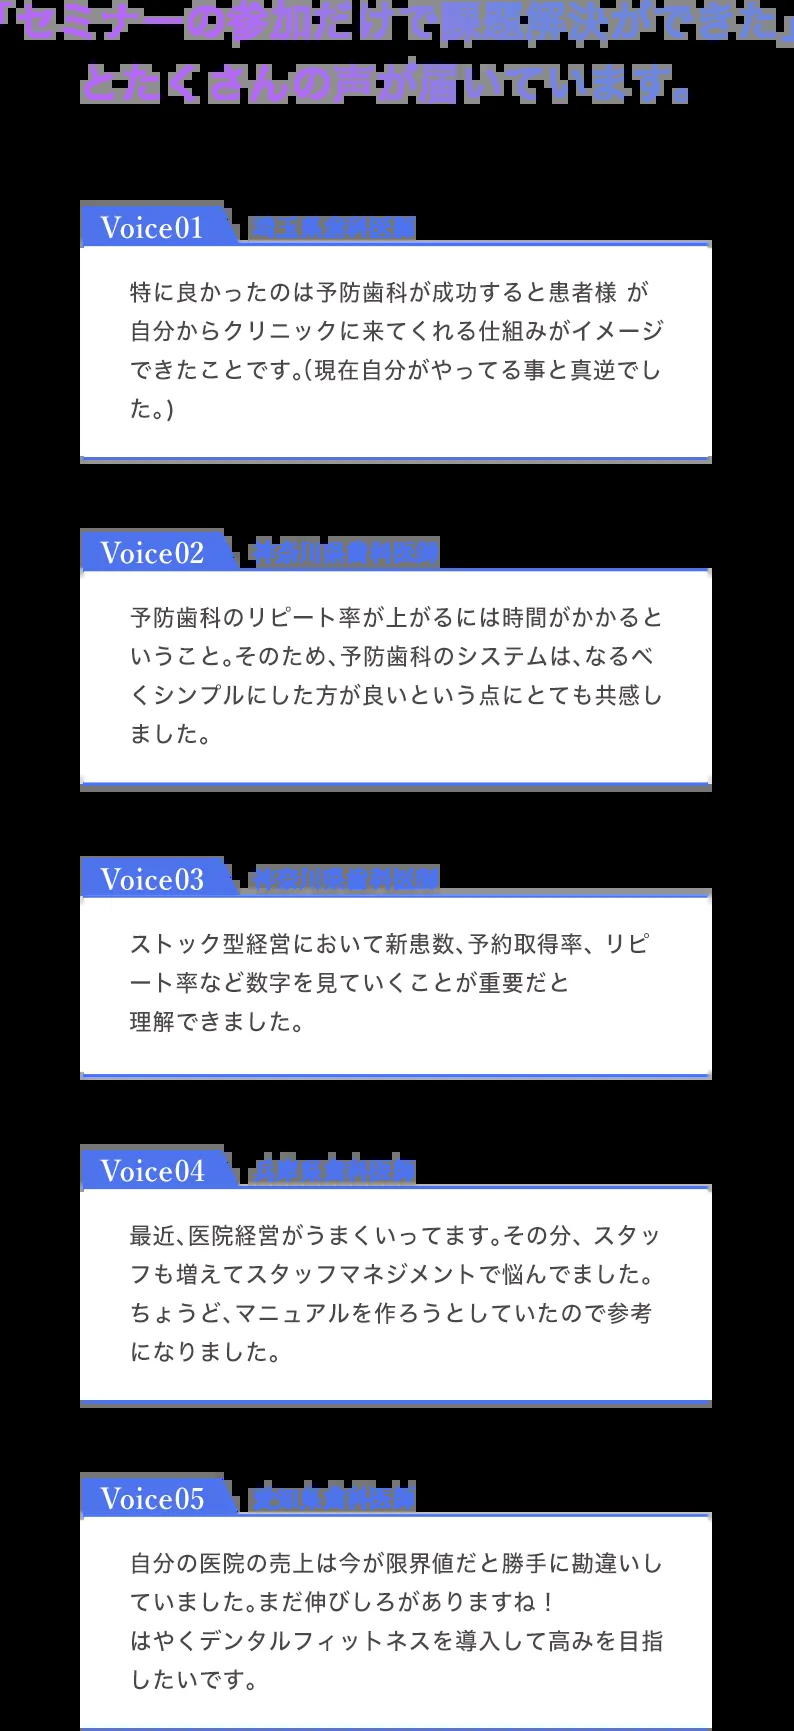 「セミナーの参加だけで課題解決ができた」
とたくさんの声が届いています。
Voice01 埼玉県歯科医師
特に良かったのは予防歯科が成功すると患者様 が
自分からクリニックに来てくれる仕組みがイメージ
できたことです。（現在自分がやってる事と真逆でし
た。)
Voice02 神奈川県歯科医師
予防歯科のリピート率が上がるには時間がかかると
いうこと。そのため、予防歯科のシステムは、なるべ
くシンプルにした方が良いという点にとても共感し
ました。
Voice03 神奈川県歯科医師
ストック型経営において新患数、予約取得率、 リピ
ート率など数字を見ていくことが重要だと
理解できました。
Voice04 兵庫県歯科医師
最近、医院経営がうまくいってます。その分、 スタッ
フも増えてスタッフマネジメントで悩んでました。
ちょうど、マニュアルを作ろうとしていたので参考
になりました。
Voice05 愛知県歯科医師
自分の医院の売上は今が限界値だと勝手に勘違いし
ていました。まだ伸びしろがありますね！
はやくデンタルフィットネスを導入して高みを目指
したいです。